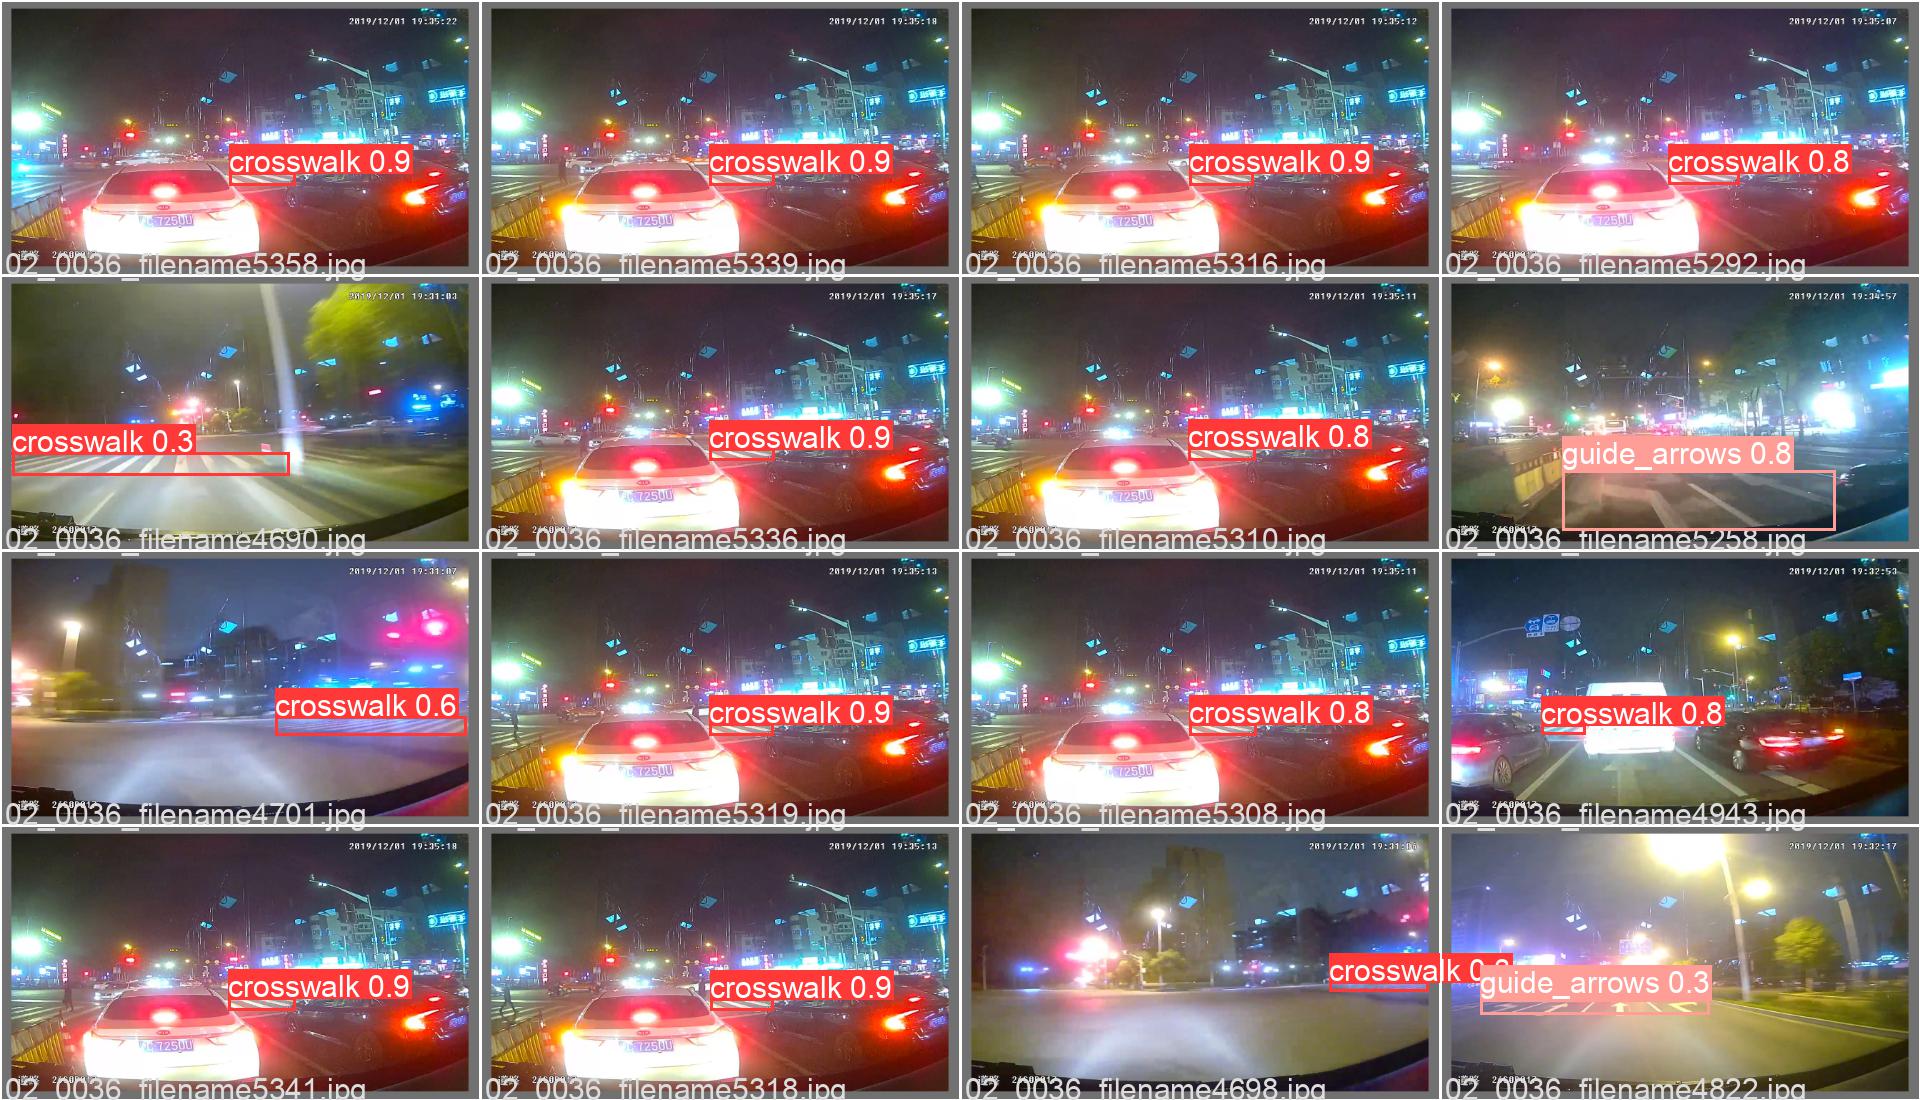 2019/12/01 19:35:22
crosswalk 0.9
02_0036_filename5358.jpg
2019/12/01 19:35:18
crosswalk 0.9
02_0036_filename5339.jpg
2019/12/01 19:35:12
crosswalk 0.9
02_0036_filename5316.jpg
2019/12/01 19:35:07
crosswalk 0.8
02_0036_filename5292.jpg
2019/12/01 19:31:03
crosswalk 0.3
02_0036_filename4690.jpg
2019/12/01 19:35:17
crosswalk 0.9
02_0036_filename5336.jpg
2019/12/01 19:35:11
crosswalk 0.8
02_0036_filename5310.jpg
2019/12/01 19:34:57
guide_arrows 0.8
02_0036_filename5258.jpg
2019/12/01 19:31:07
crosswalk 0.6
02_0036_filename4701.jpg
2019/12/01 19:35:13
crosswalk 0.9
02_0036_filename5319.jpg
2019/12/01 19:35:11
crosswalk 0.8
02_0036_filename5308.jpg
2019/12/01 19:32:53
crosswalk 0.8
02_0036_filename4943.jpg
2019/12/01 19:35:18
crosswalk 0.9
02_0036_filename5341.jpg
2019/12/01 19:35:13
crosswalk 0.9
02_0036_filename5318.jpg
2019/12/01
crosswalk
02_0036_filename4698.jpg
2019/12/01 19:32:17
guide_arrows 0.3
02_0036_filename4822.jpg